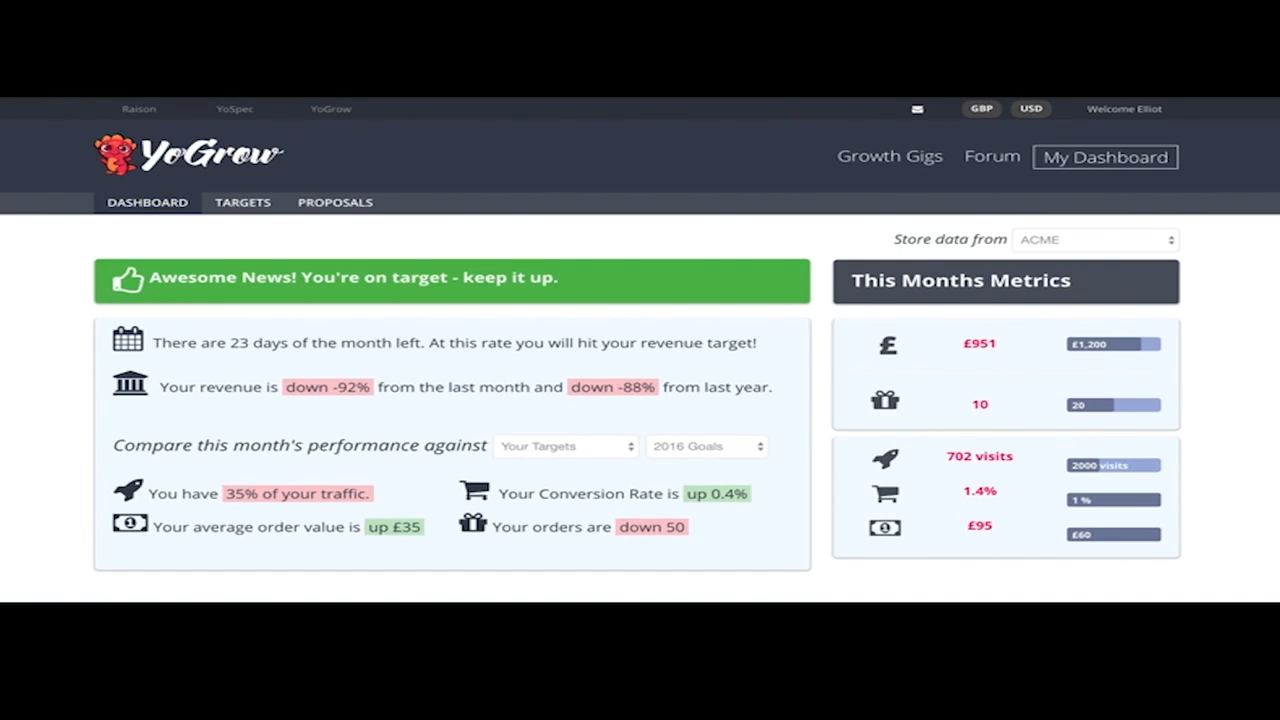 Raison YoSpec YoGrow GBP USD Welcome Elliot
YoGrow Growth Gigs Forum My Dashboard
DASHBOARD TARGETS PROPOSALS
Store data from ACME
Awesome News! You're on target - keep it up.
There are 23 days of the month left. At this rate you will hit your revenue target!
Your revenue is down -92% from the last month and down -88% from last year.
Compare this month's performance against Your Targets 2016 Goals
You have 35% of your traffic. Your Conversion Rate is up 0.4%
Your average order value is up £35 Your orders are down 50
This Months Metrics
£ £951 £1,200
10 20
702 visits 2000 visits
1.4% 1 %
£95 £60